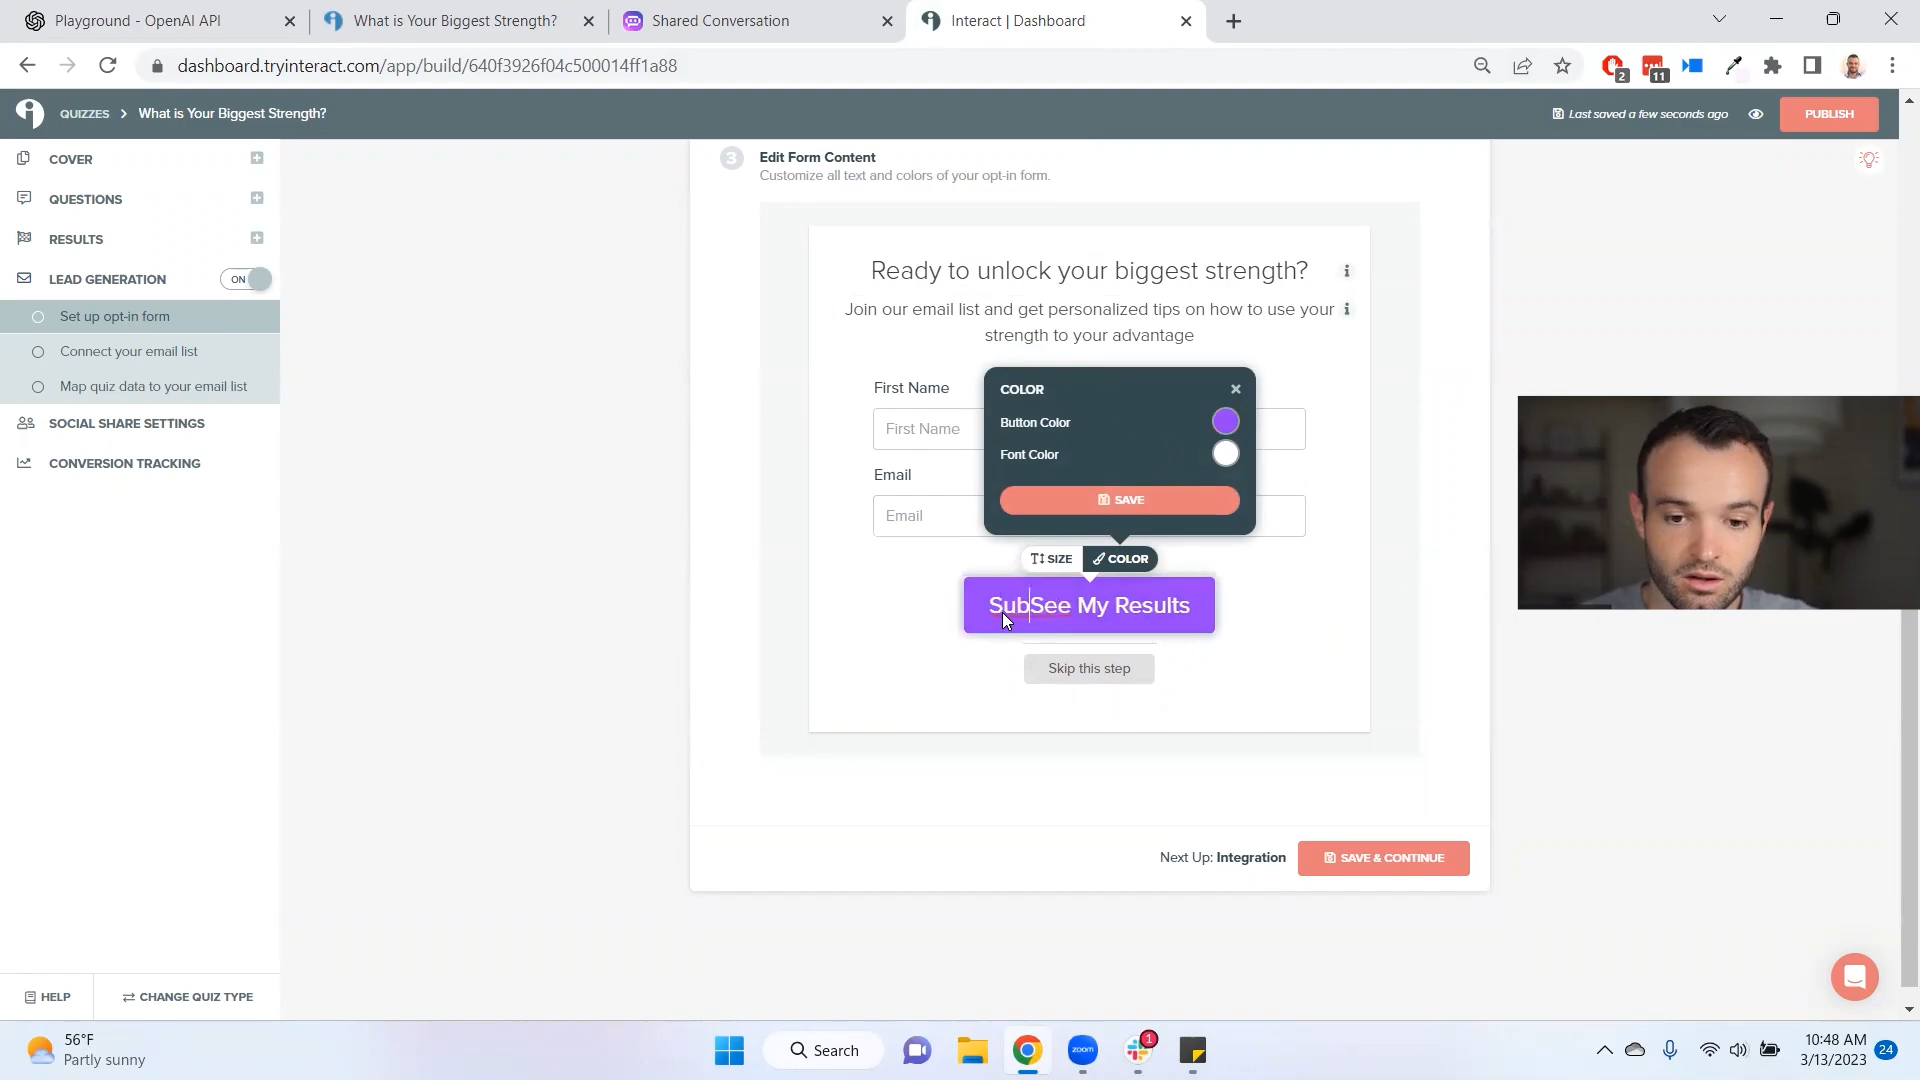 Playground - OpenAI API
What is Your Biggest Strength?
Shared Conversation
Interact | Dashboard
dashboard.tryinteract.com/app/build/640f3926f04c500014ff1a88
2
11
QUIZZES > What is Your Biggest Strength?
Last saved a few seconds ago
PUBLISH
COVER
QUESTIONS
RESULTS
LEAD GENERATION
ON
Set up opt-in form
Connect your email list
Map quiz data to your email list
SOCIAL SHARE SETTINGS
CONVERSION TRACKING
3
Edit Form Content
Customize all text and colors of your opt-in form.
Ready to unlock your biggest strength?
Join our email list and get personalized tips on how to use your
strength to your advantage
First Name
First Name
Email
Email
COLOR
Button Color
Font Color
SAVE
SIZE
COLOR
SubSee My Results
Skip this step
Next Up: Integration
SAVE & CONTINUE
HELP
CHANGE QUIZ TYPE
56°F
Partly sunny
Search
zoom
1
10:48 AM
3/13/2023
24